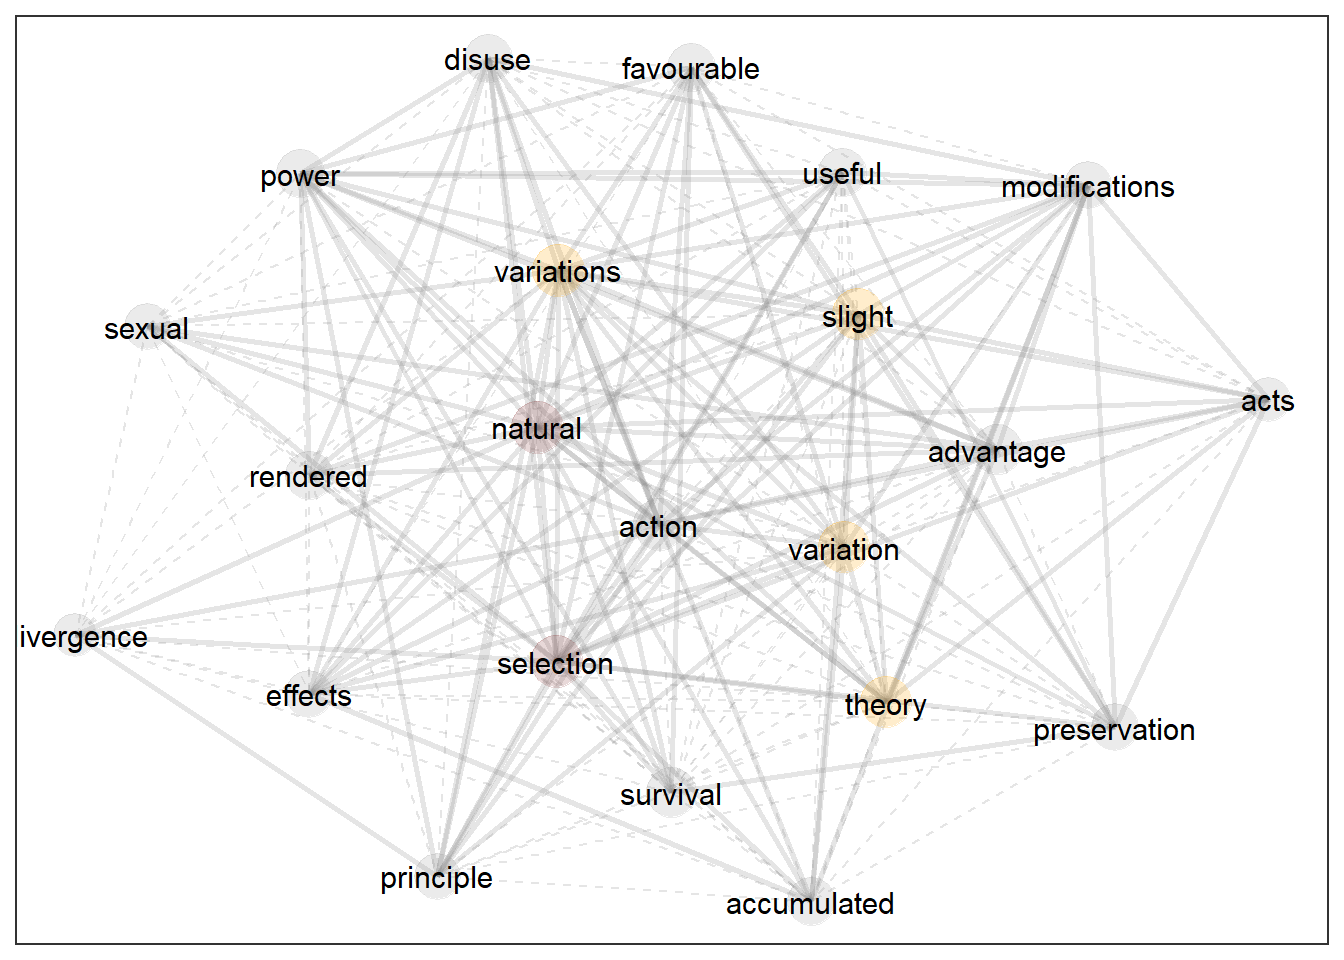 disuse
favourable
power
useful
modifications
variations
slight
sexual
acts
natural
advantage
rendered
action
variation
ivergence
selection
effects
theory
preservation
survival
principle
accumulated